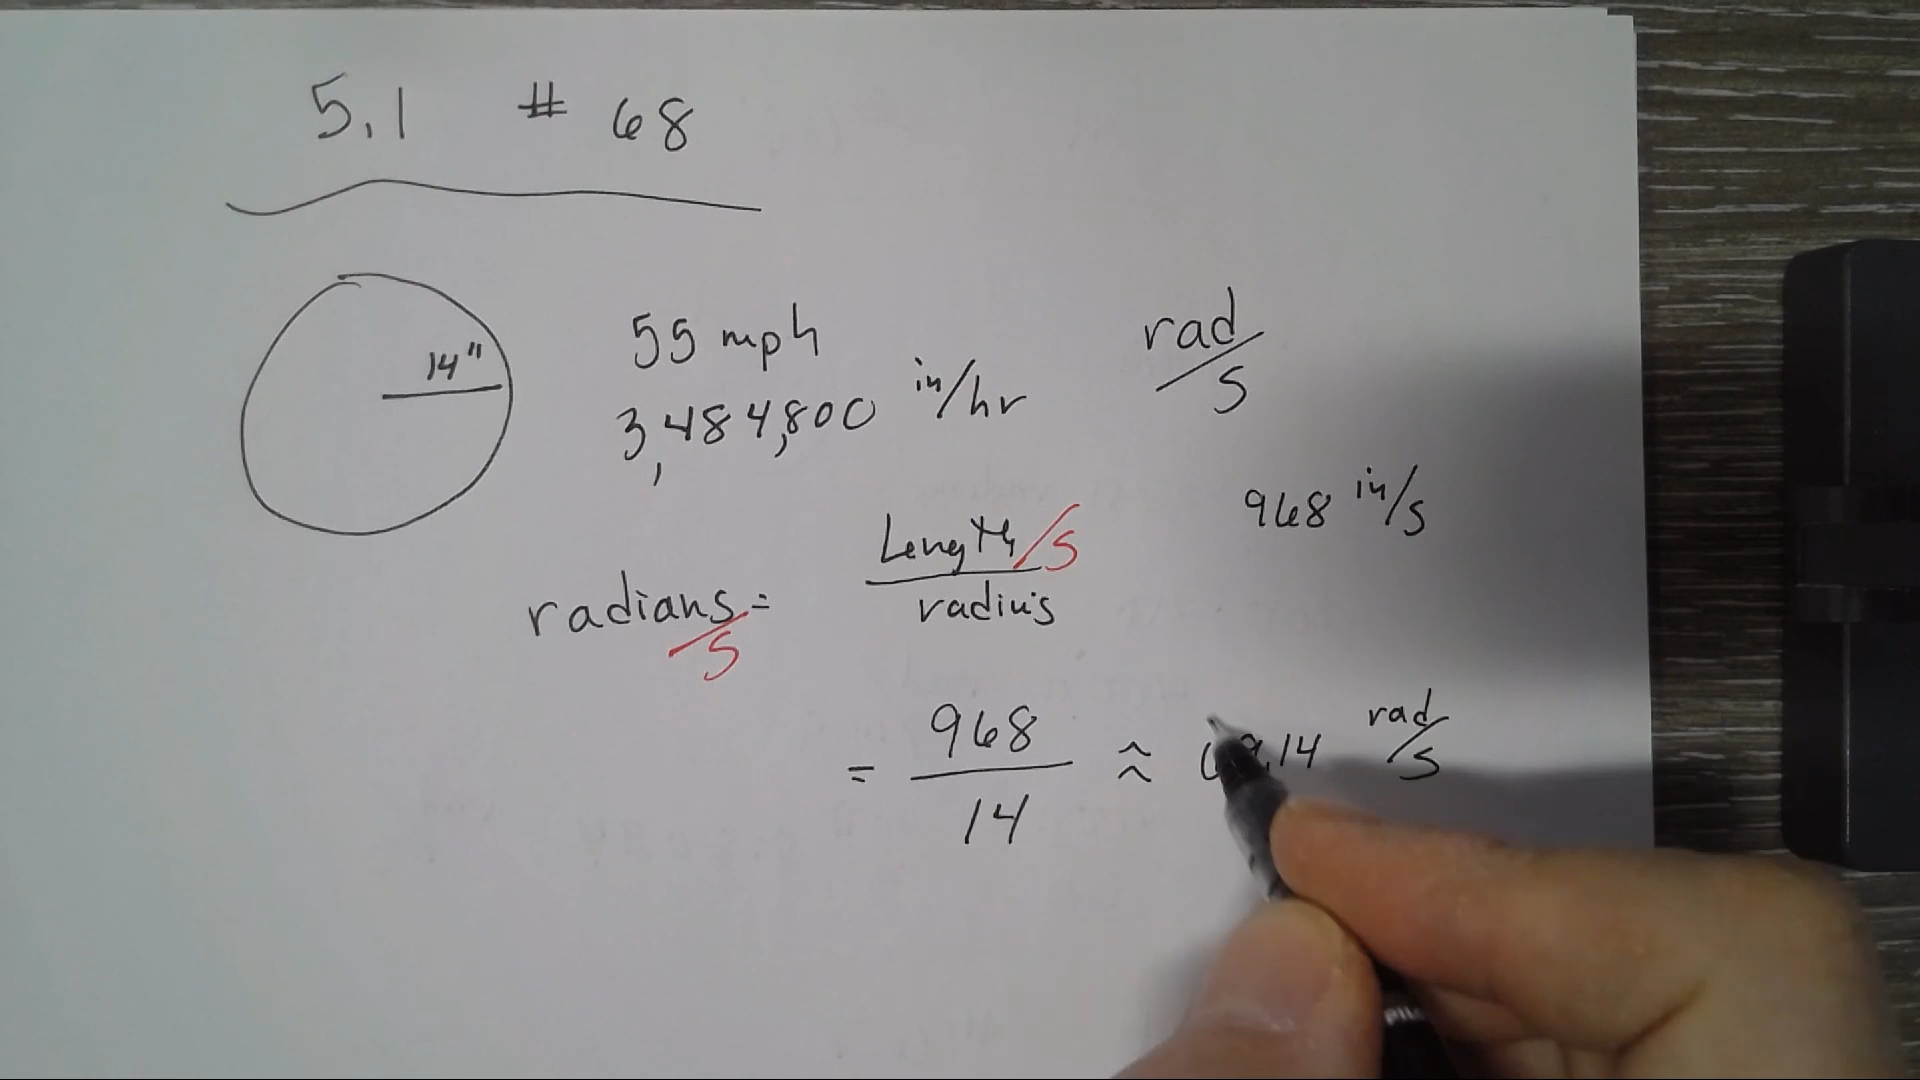 5.1 # 68
14"
55 mph
3,484,800 in/hr
rad/s
968 in/s
radians/s = Length/s
radius
= 968/14 ≈ 69.14 rad/s